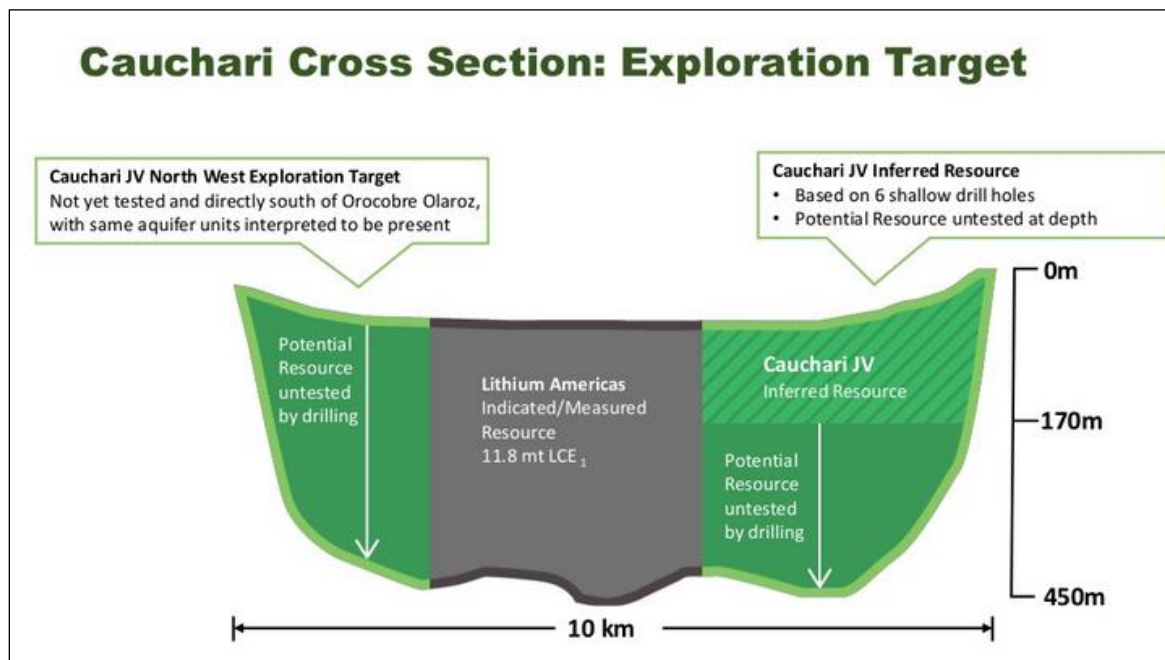 Cauchari Cross Section: Exploration Target
Cauchari JV North West Exploration Target
Not yet tested and directly south of Orocobre Olaroz,
with same aquifer units interpreted to be present
Cauchari JV Inferred Resource
• Based on 6 shallow drill holes
• Potential Resource untested at depth
0m
Potential
Resource
untested
by drilling
Lithium Americas
Indicated/Measured
Resource
11.8 mt LCE 1
Cauchari JV
Inferred Resource
170m
Potential
Resource
untested
by drilling
450m
10 km